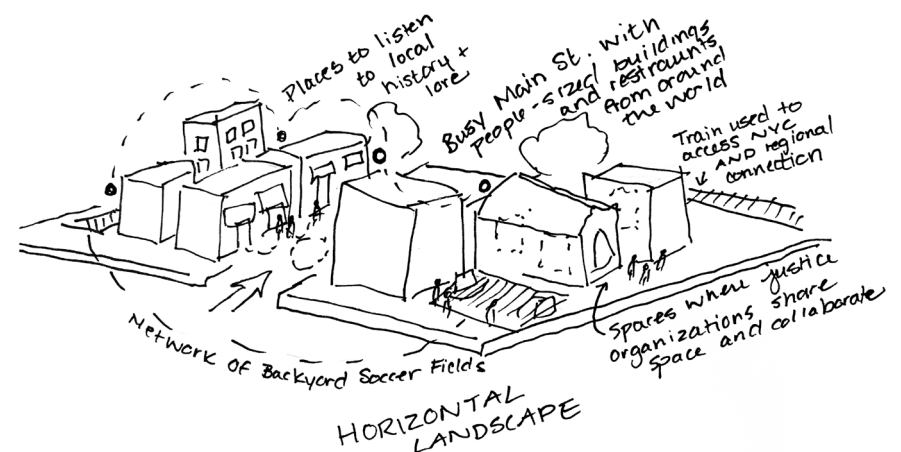 Places to listen
to local
history +
lore
Busy Main St. with
people-sized buildings
and restraunts
from around
the world
Train used to
access NYC
AND regional
connection
Spaces where justice
organizations share
space and collaborate
Network of Backyard Soccer Fields
HORIZONTAL
LANDSCAPE